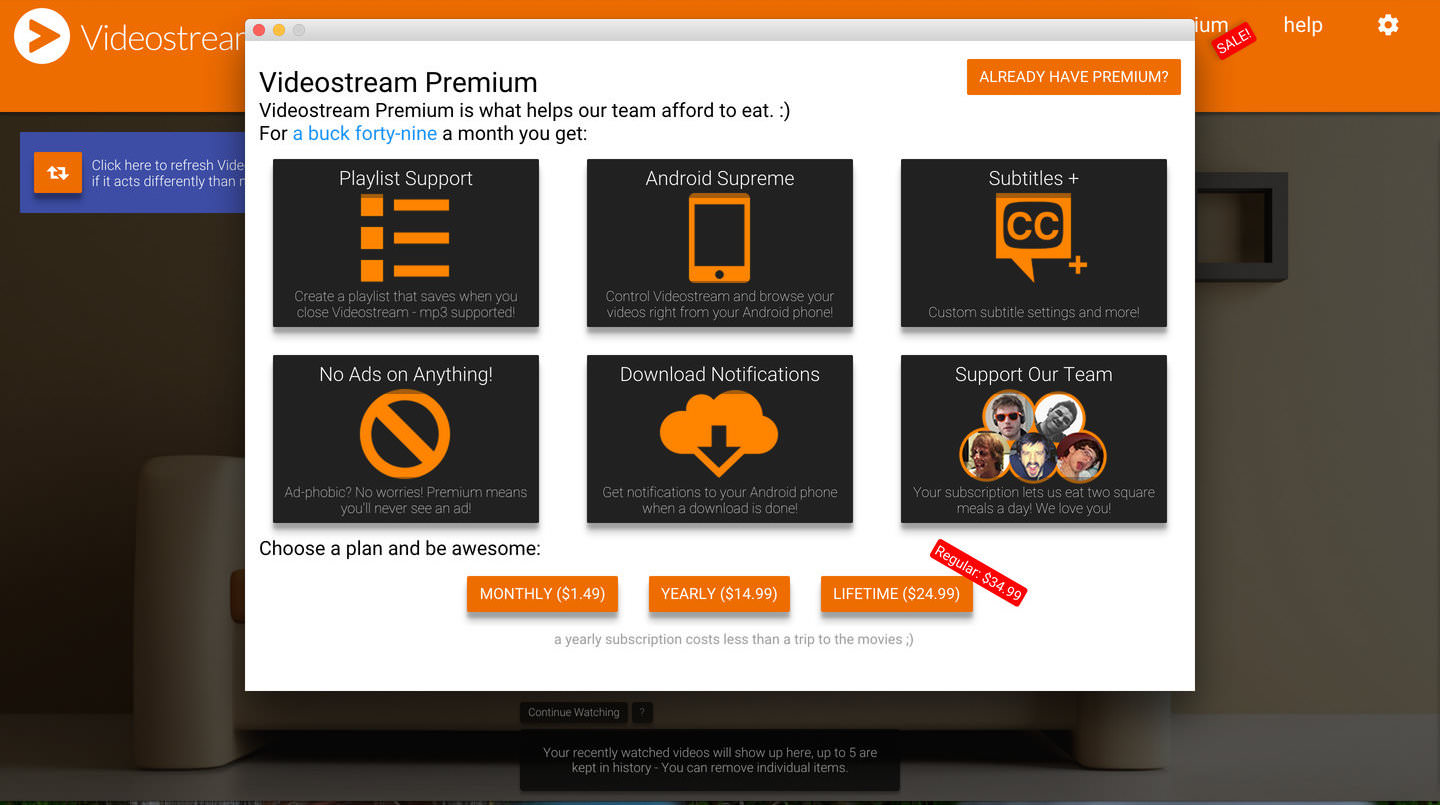 Videostream
ium
SALE!
help
Videostream Premium
ALREADY HAVE PREMIUM?
Videostream Premium is what helps our team afford to eat. :)
For a buck forty-nine a month you get:
Click here to refresh Vide
if it acts differently than n
Playlist Support
Create a playlist that saves when you
close Videostream - mp3 supported!
Android Supreme
Control Videostream and browse your
videos right from your Android phone!
Subtitles +
CC
Custom subtitle settings and more!
No Ads on Anything!
Ad-phobic? No worries! Premium means
you'll never see an ad!
Download Notifications
Get notifications to your Android phone
when a download is done!
Support Our Team
Your subscription lets us eat two square
meals a day! We love you!
Choose a plan and be awesome:
MONTHLY ($1.49)
YEARLY ($14.99)
LIFETIME ($24.99)
Regular: $34.99
a yearly subscription costs less than a trip to the movies ;)
Continue Watching
?
Your recently watched videos will show up here, up to 5 are
kept in history - You can remove individual items.